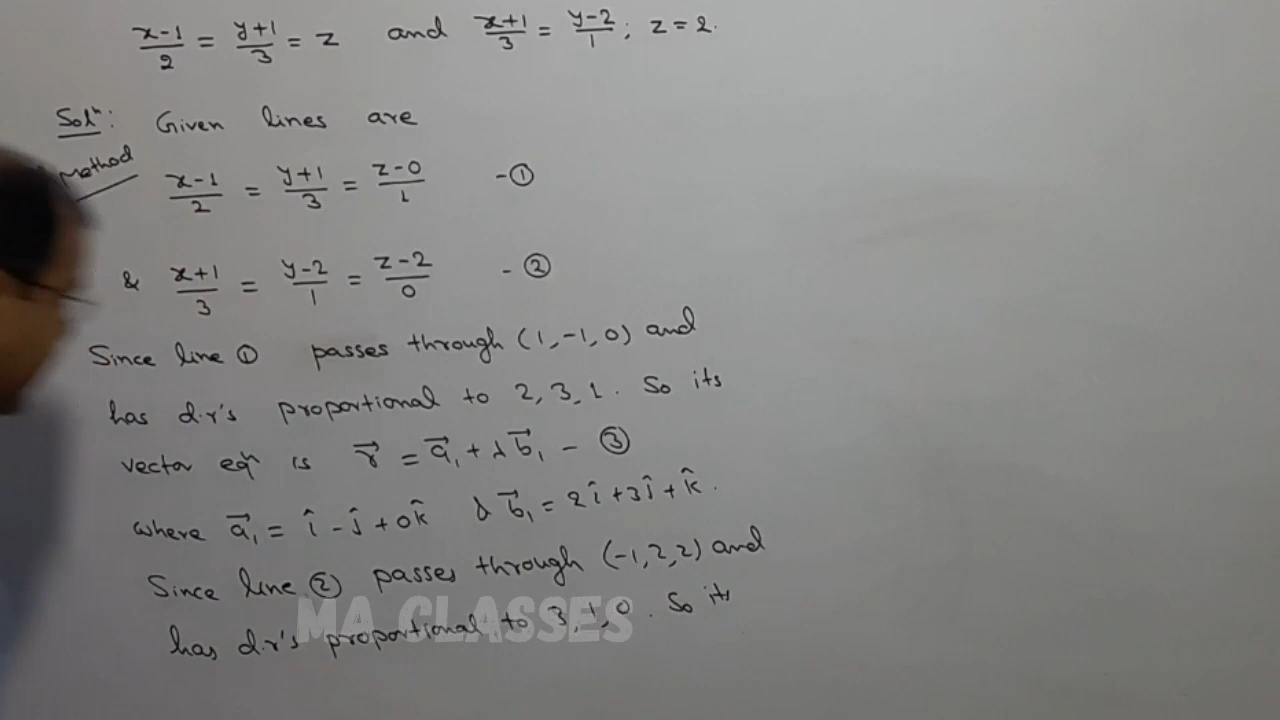 x-1/2 = y+1/3 = z and x+1/3 = y-2/1 ; z = 2.
Solⁿ: Given lines are
Method
x-1/2 = y+1/3 = z-0/1 -①
& x+1/3 = y-2/1 = z-2/0 -②
Since line ① passes through (1,-1,0) and
has d.r's proportional to 2,3,1. So its
vector eqⁿ is r⃗ = a⃗₁ + λb⃗₁ - ③
where a⃗₁ = î - ĵ + 0k̂ & b⃗₁ = 2î + 3ĵ + k̂.
Since line ② passes through (-1,2,2) and
has d.r's proportional to 3,1,0. So its
MA CLASSES